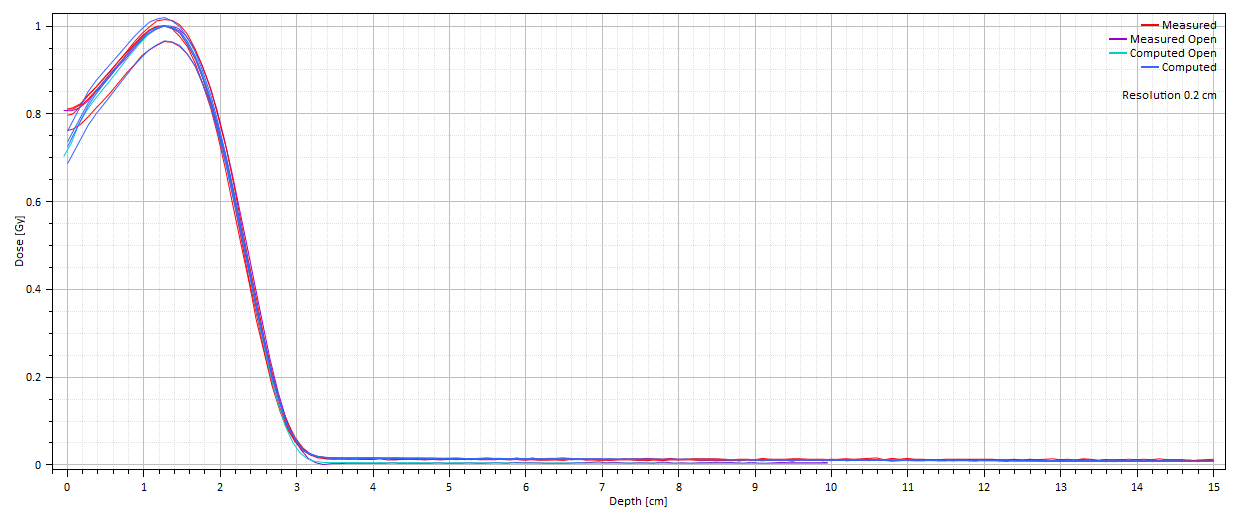 Measured
Measured Open
Computed Open
Computed
Resolution 0.2 cm
1
0.8
0.6
0.4
0.2
0
Dose [Gy]
0 1 2 3 4 5 6 7 8 9 10 11 12 13 14 15
Depth [cm]